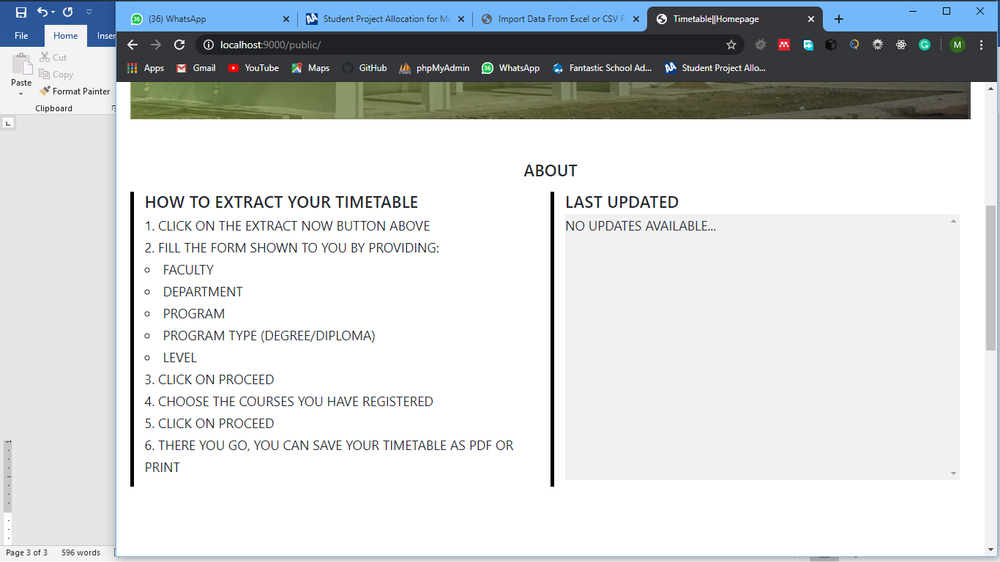 File
Home
Inser
Cut
Copy
Paste
Format Painter
Clipboard
(36) WhatsApp
Student Project Allocation for Mo
Import Data From Excel or CSV Fi
Timetable||Homepage
localhost:9000/public/
M
Apps
Gmail
YouTube
Maps
GitHub
phpMyAdmin
36
WhatsApp
Fantastic School Ad...
Student Project Allo...
ABOUT
HOW TO EXTRACT YOUR TIMETABLE
1. CLICK ON THE EXTRACT NOW BUTTON ABOVE
2. FILL THE FORM SHOWN TO YOU BY PROVIDING:
FACULTY
DEPARTMENT
PROGRAM
PROGRAM TYPE (DEGREE/DIPLOMA)
LEVEL
3. CLICK ON PROCEED
4. CHOOSE THE COURSES YOU HAVE REGISTERED
5. CLICK ON PROCEED
6. THERE YOU GO, YOU CAN SAVE YOUR TIMETABLE AS PDF OR
PRINT
LAST UPDATED
NO UPDATES AVAILABLE...
Page 3 of 3
596 words